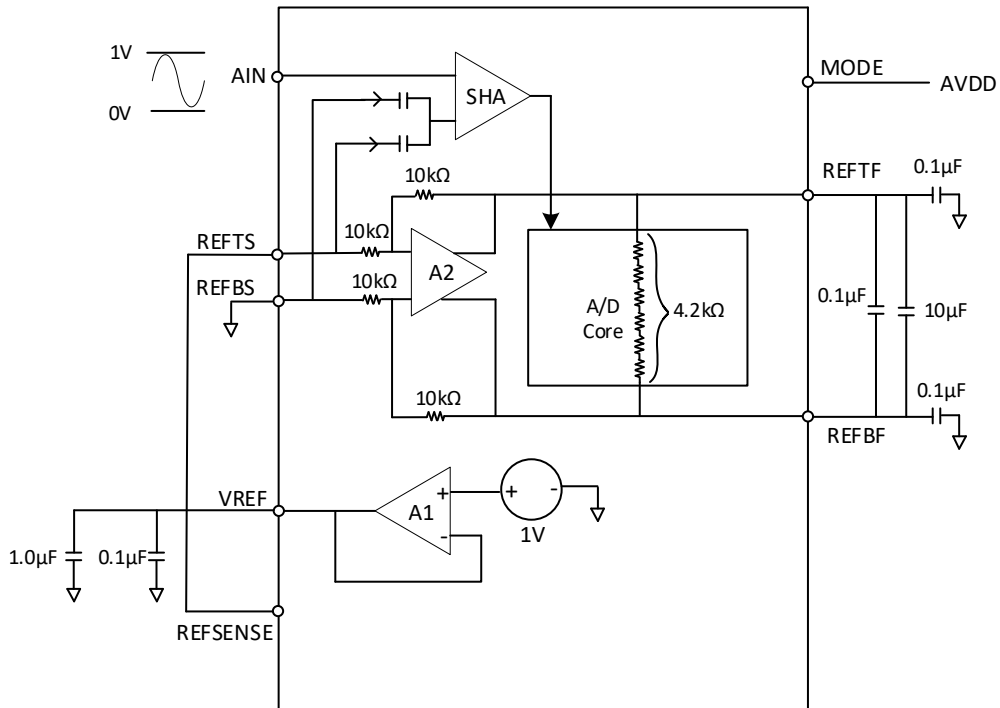 1V
0V
AIN
SHA
MODE
AVDD
REFTF
0.1µF
10kΩ
10kΩ
REFTS
10kΩ
REFBS
A2
A/D
Core
4.2kΩ
0.1µF
10µF
10kΩ
0.1µF
REFBF
VREF
A1
+
-
+
-
1V
1.0µF
0.1µF
REFSENSE